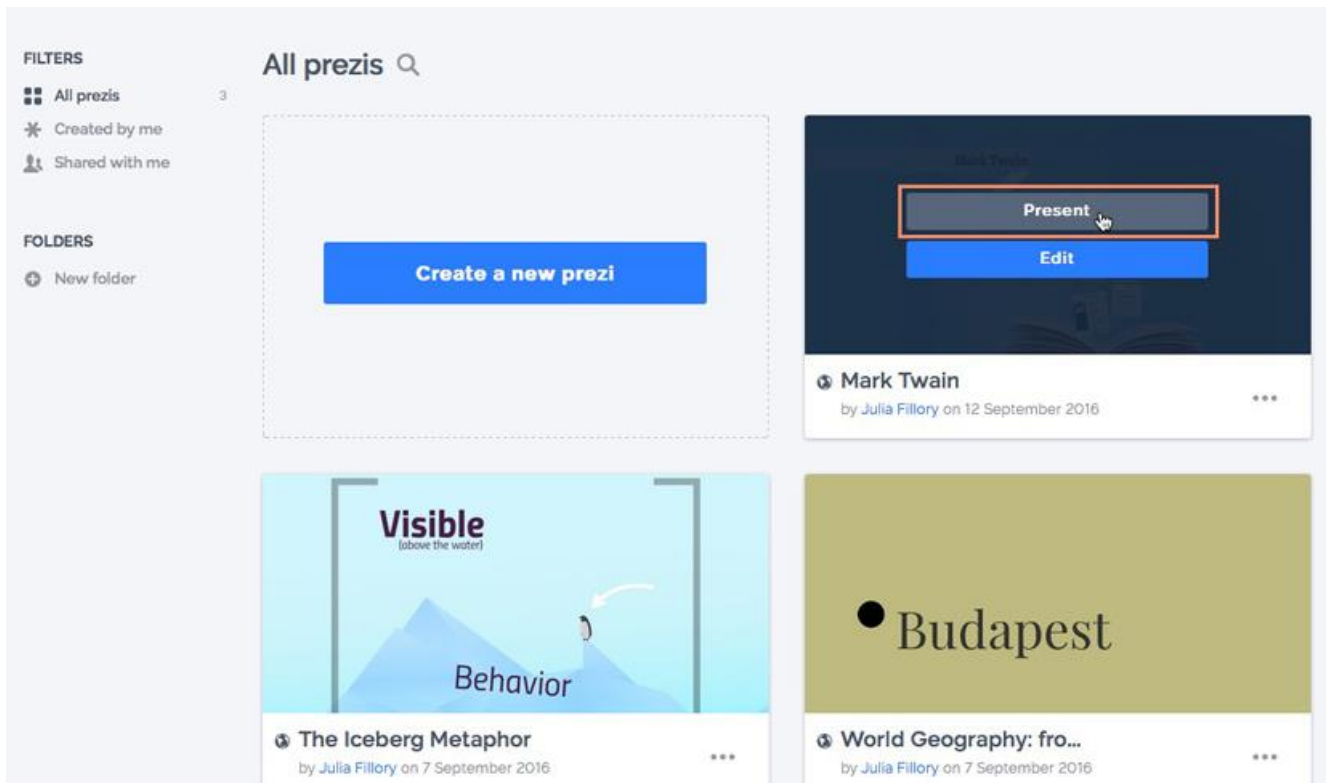 FILTERS
All prezis 3
Created by me
Shared with me
FOLDERS
New folder
All prezis
Create a new prezi
Mark Twain
Present
Edit
Mark Twain
by Julia Fillory on 12 September 2016
Visible
(above the water)
Behavior
The Iceberg Metaphor
by Julia Fillory on 7 September 2016
Budapest
World Geography: fro...
by Julia Fillory on 7 September 2016